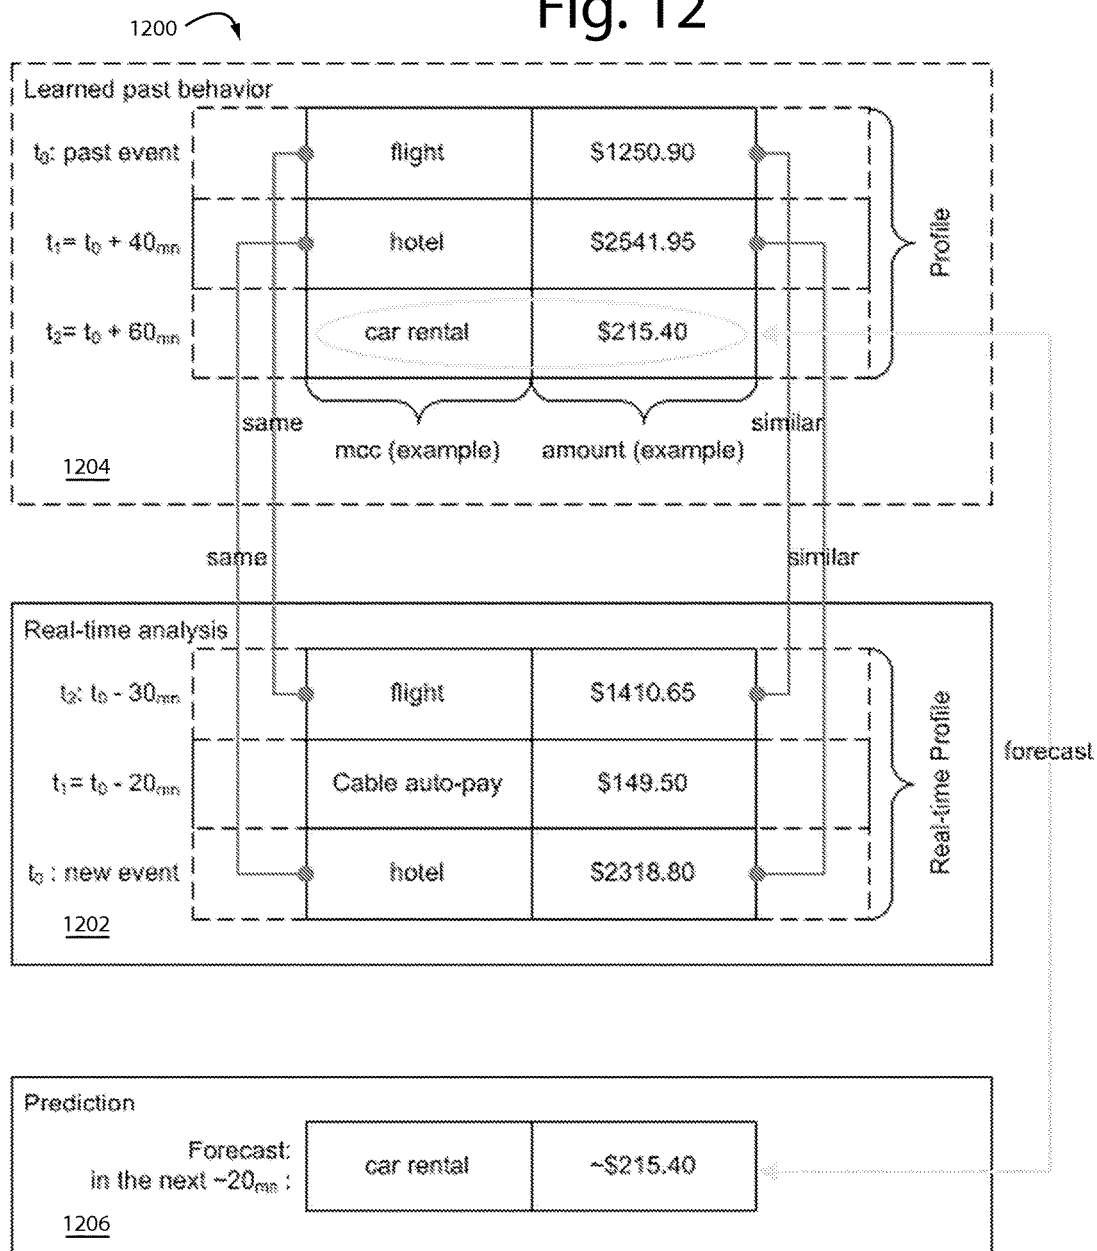 Fig. 12
1200
Learned past behavior
t₀: past event flight $1250.90
t₁= t₀ + 40mn hotel $2541.95
t₂= t₀ + 60mn car rental $215.40
Profile
same similar
mcc (example) amount (example)
1204
same similar
Real-time analysis
t₂: t₀ - 30mn flight $1410.65
t₁= t₀ - 20mn Cable auto-pay $149.50
t₀ : new event hotel $2318.80
Real-time Profile
forecast
1202
Prediction
Forecast:
in the next ~20mn : car rental ~$215.40
1206